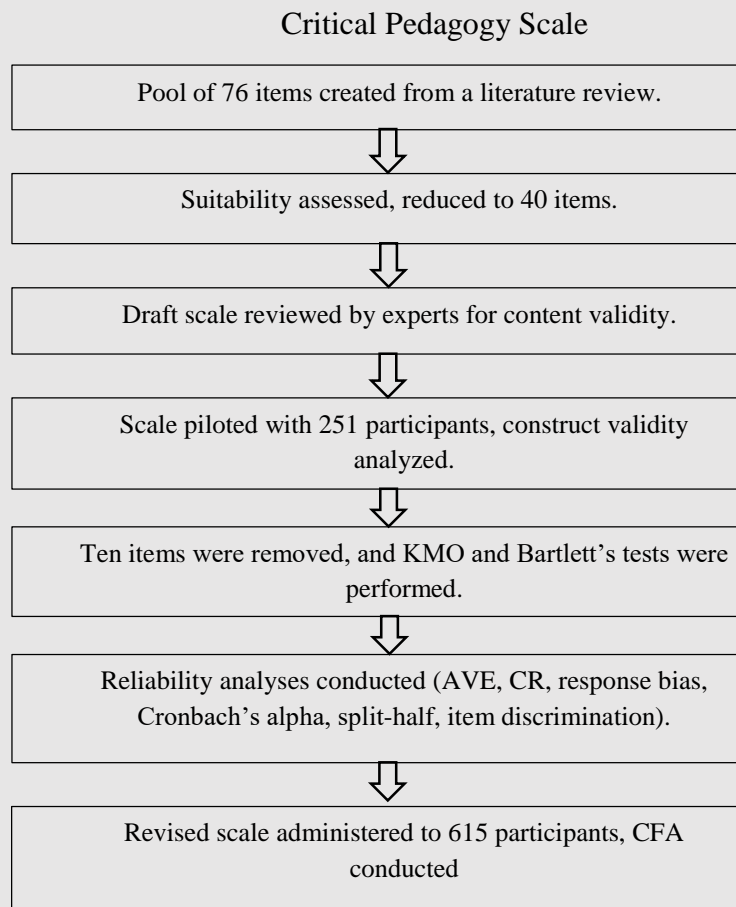 Critical Pedagogy Scale
Pool of 76 items created from a literature review.
Suitability assessed, reduced to 40 items.
Draft scale reviewed by experts for content validity.
Scale piloted with 251 participants, construct validity
analyzed.
Ten items were removed, and KMO and Bartlett’s tests were
performed.
Reliability analyses conducted (AVE, CR, response bias,
Cronbach’s alpha, split-half, item discrimination).
Revised scale administered to 615 participants, CFA
conducted